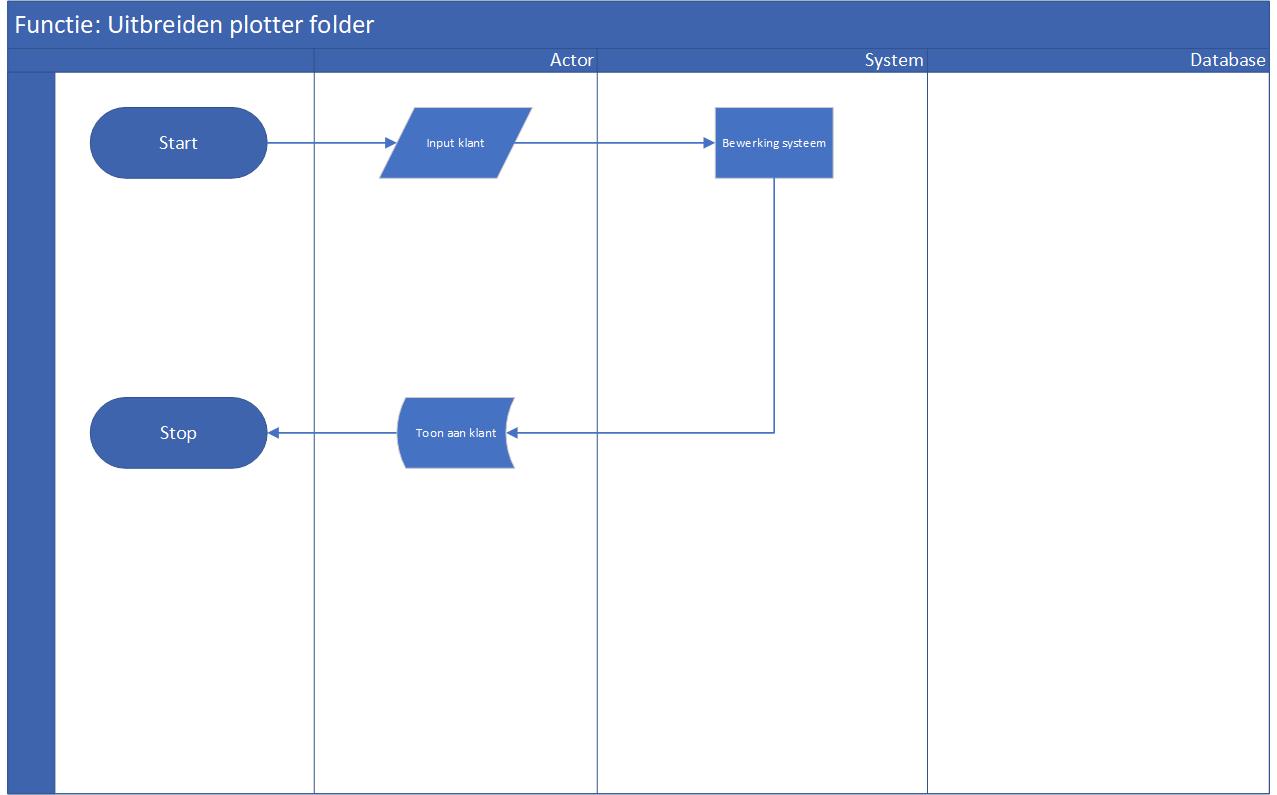 Functie: Uitbreiden plotter folder
Actor
System
Database
Start
Input klant
Bewerking systeem
Stop
Toon aan klant